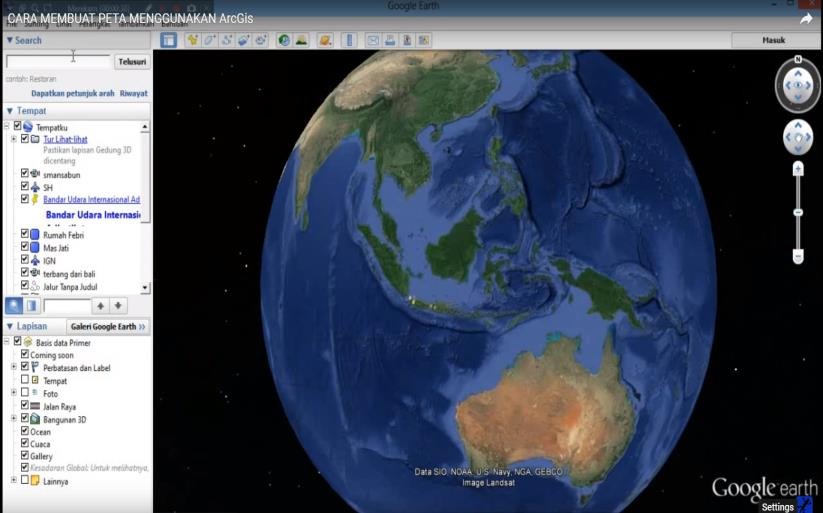 Google Earth
CARA MEMBUAT PETA MENGGUNAKAN ArcGis
Search
Telusuri
contoh: Restoran
Dapatkan petunjuk arah Riwayat
Tempat
Tempatku
Tur Lihat-lihat
Pastikan lapisan Gedung 3D
dicentang
smansabun
SH
Bandar Udara Internasional Ad
Bandar Udara Internasi
Rumah Febri
Mas Jati
IGN
terbang dari bali
Jalur Tanpa Judul
Lapisan
Galeri Google Earth >>
Basis data Primer
Coming soon
Perbatasan dan Label
Tempat
Foto
Jalan Raya
Bangunan 3D
Ocean
Cuaca
Gallery
Kesadaran Global: Untuk melihatnya,
Lainnya
Masuk
N
Data SIO, NOAA, U.S. Navy, NGA, GEBCO
Image Landsat
Google earth
Settings